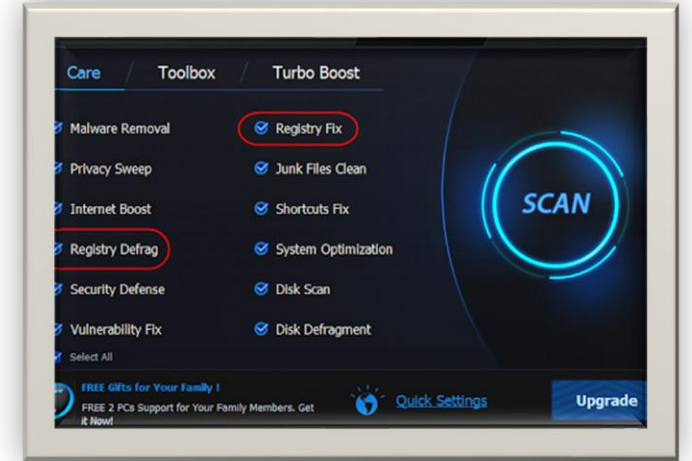 Care / Toolbox / Turbo Boost
Malware Removal
Registry Fix
Privacy Sweep
Junk Files Clean
Internet Boost
Shortcuts Fix
Registry Defrag
System Optimization
Security Defense
Disk Scan
Vulnerability Fix
Disk Defragment
Select All
SCAN
FREE Gifts for Your Family !
FREE 2 PCs Support for Your Family Members. Get
it Now!
Quick Settings
Upgrade